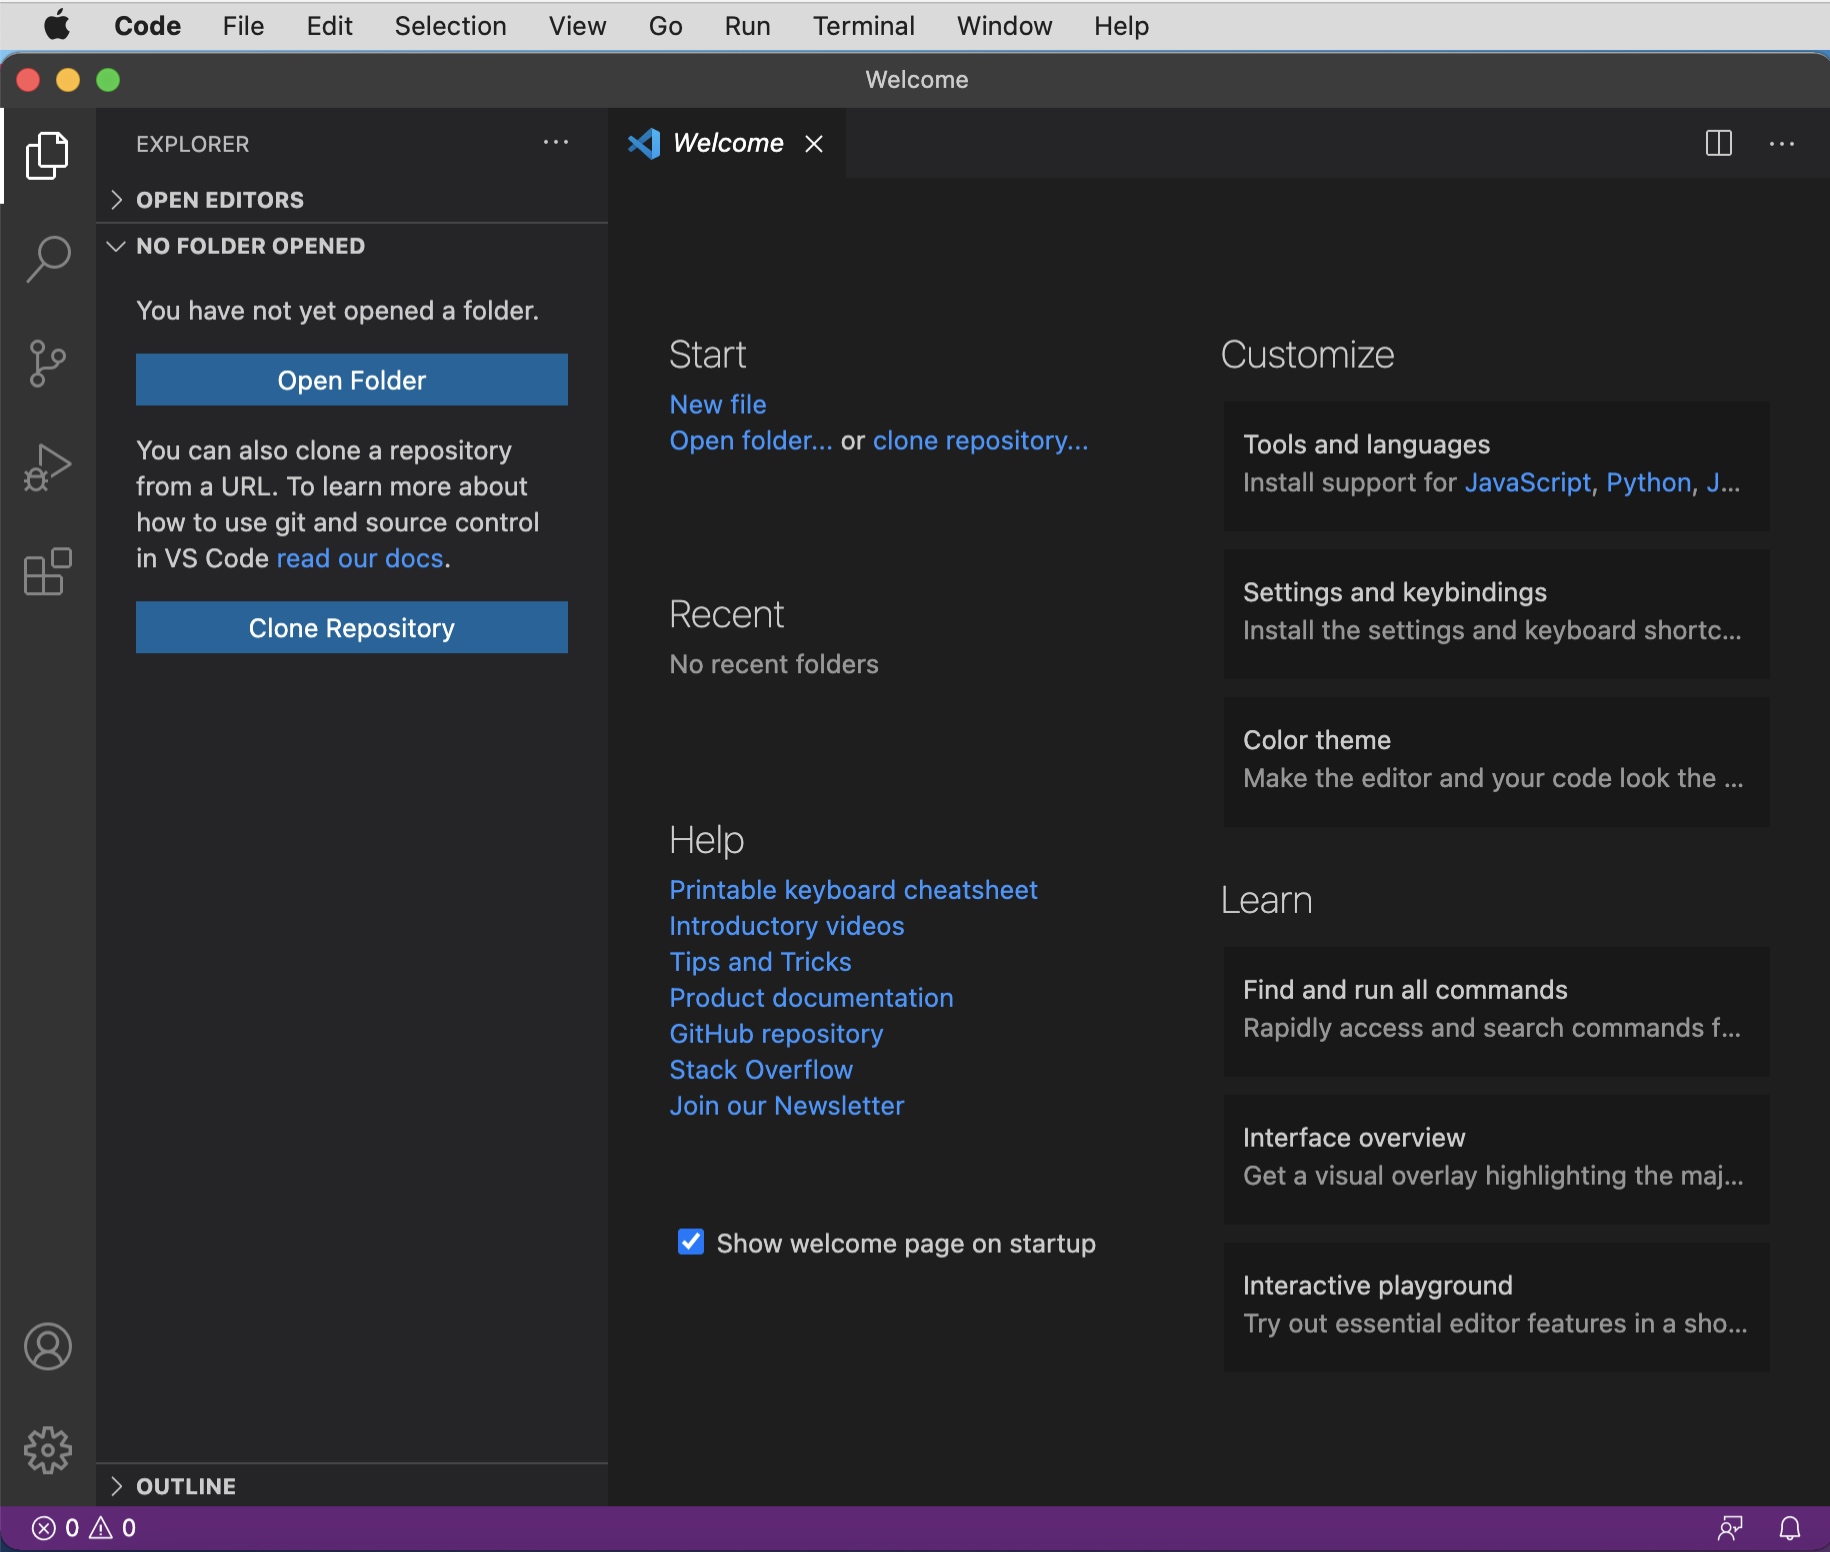 Code File Edit Selection View Go Run Terminal Window Help
Welcome
EXPLORER
OPEN EDITORS
NO FOLDER OPENED
You have not yet opened a folder.
Open Folder
You can also clone a repository
from a URL. To learn more about
how to use git and source control
in VS Code read our docs.
Clone Repository
OUTLINE
Welcome
Start
New file
Open folder... or clone repository...
Recent
No recent folders
Help
Printable keyboard cheatsheet
Introductory videos
Tips and Tricks
Product documentation
GitHub repository
Stack Overflow
Join our Newsletter
Show welcome page on startup
Customize
Tools and languages
Install support for JavaScript, Python, J...
Settings and keybindings
Install the settings and keyboard shortc...
Color theme
Make the editor and your code look the ...
Learn
Find and run all commands
Rapidly access and search commands f...
Interface overview
Get a visual overlay highlighting the maj...
Interactive playground
Try out essential editor features in a sho...
0 0